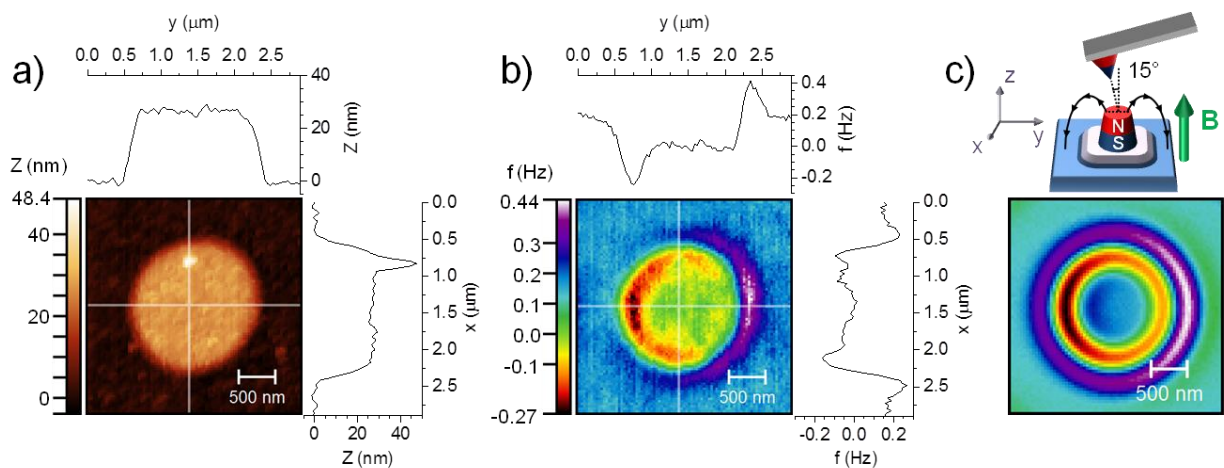 a)
y (μm)
0.0 0.5 1.0 1.5 2.0 2.5
40
20
0
Z (nm)
Z (nm)
48.4
40
20
0
500 nm
0.0
0.5
1.0
1.5
2.0
2.5
x (μm)
0 20 40
Z (nm)
b)
y (μm)
0.0 0.5 1.0 1.5 2.0 2.5
0.4
0.2
0.0
-0.2
f (Hz)
f (Hz)
0.44
0.3
0.2
0.0
-0.1
-0.27
500 nm
0.0
0.5
1.0
1.5
2.0
2.5
x (μm)
-0.2 0.0 0.2
f (Hz)
c)
15°
z
y
x
N
S
B
500 nm